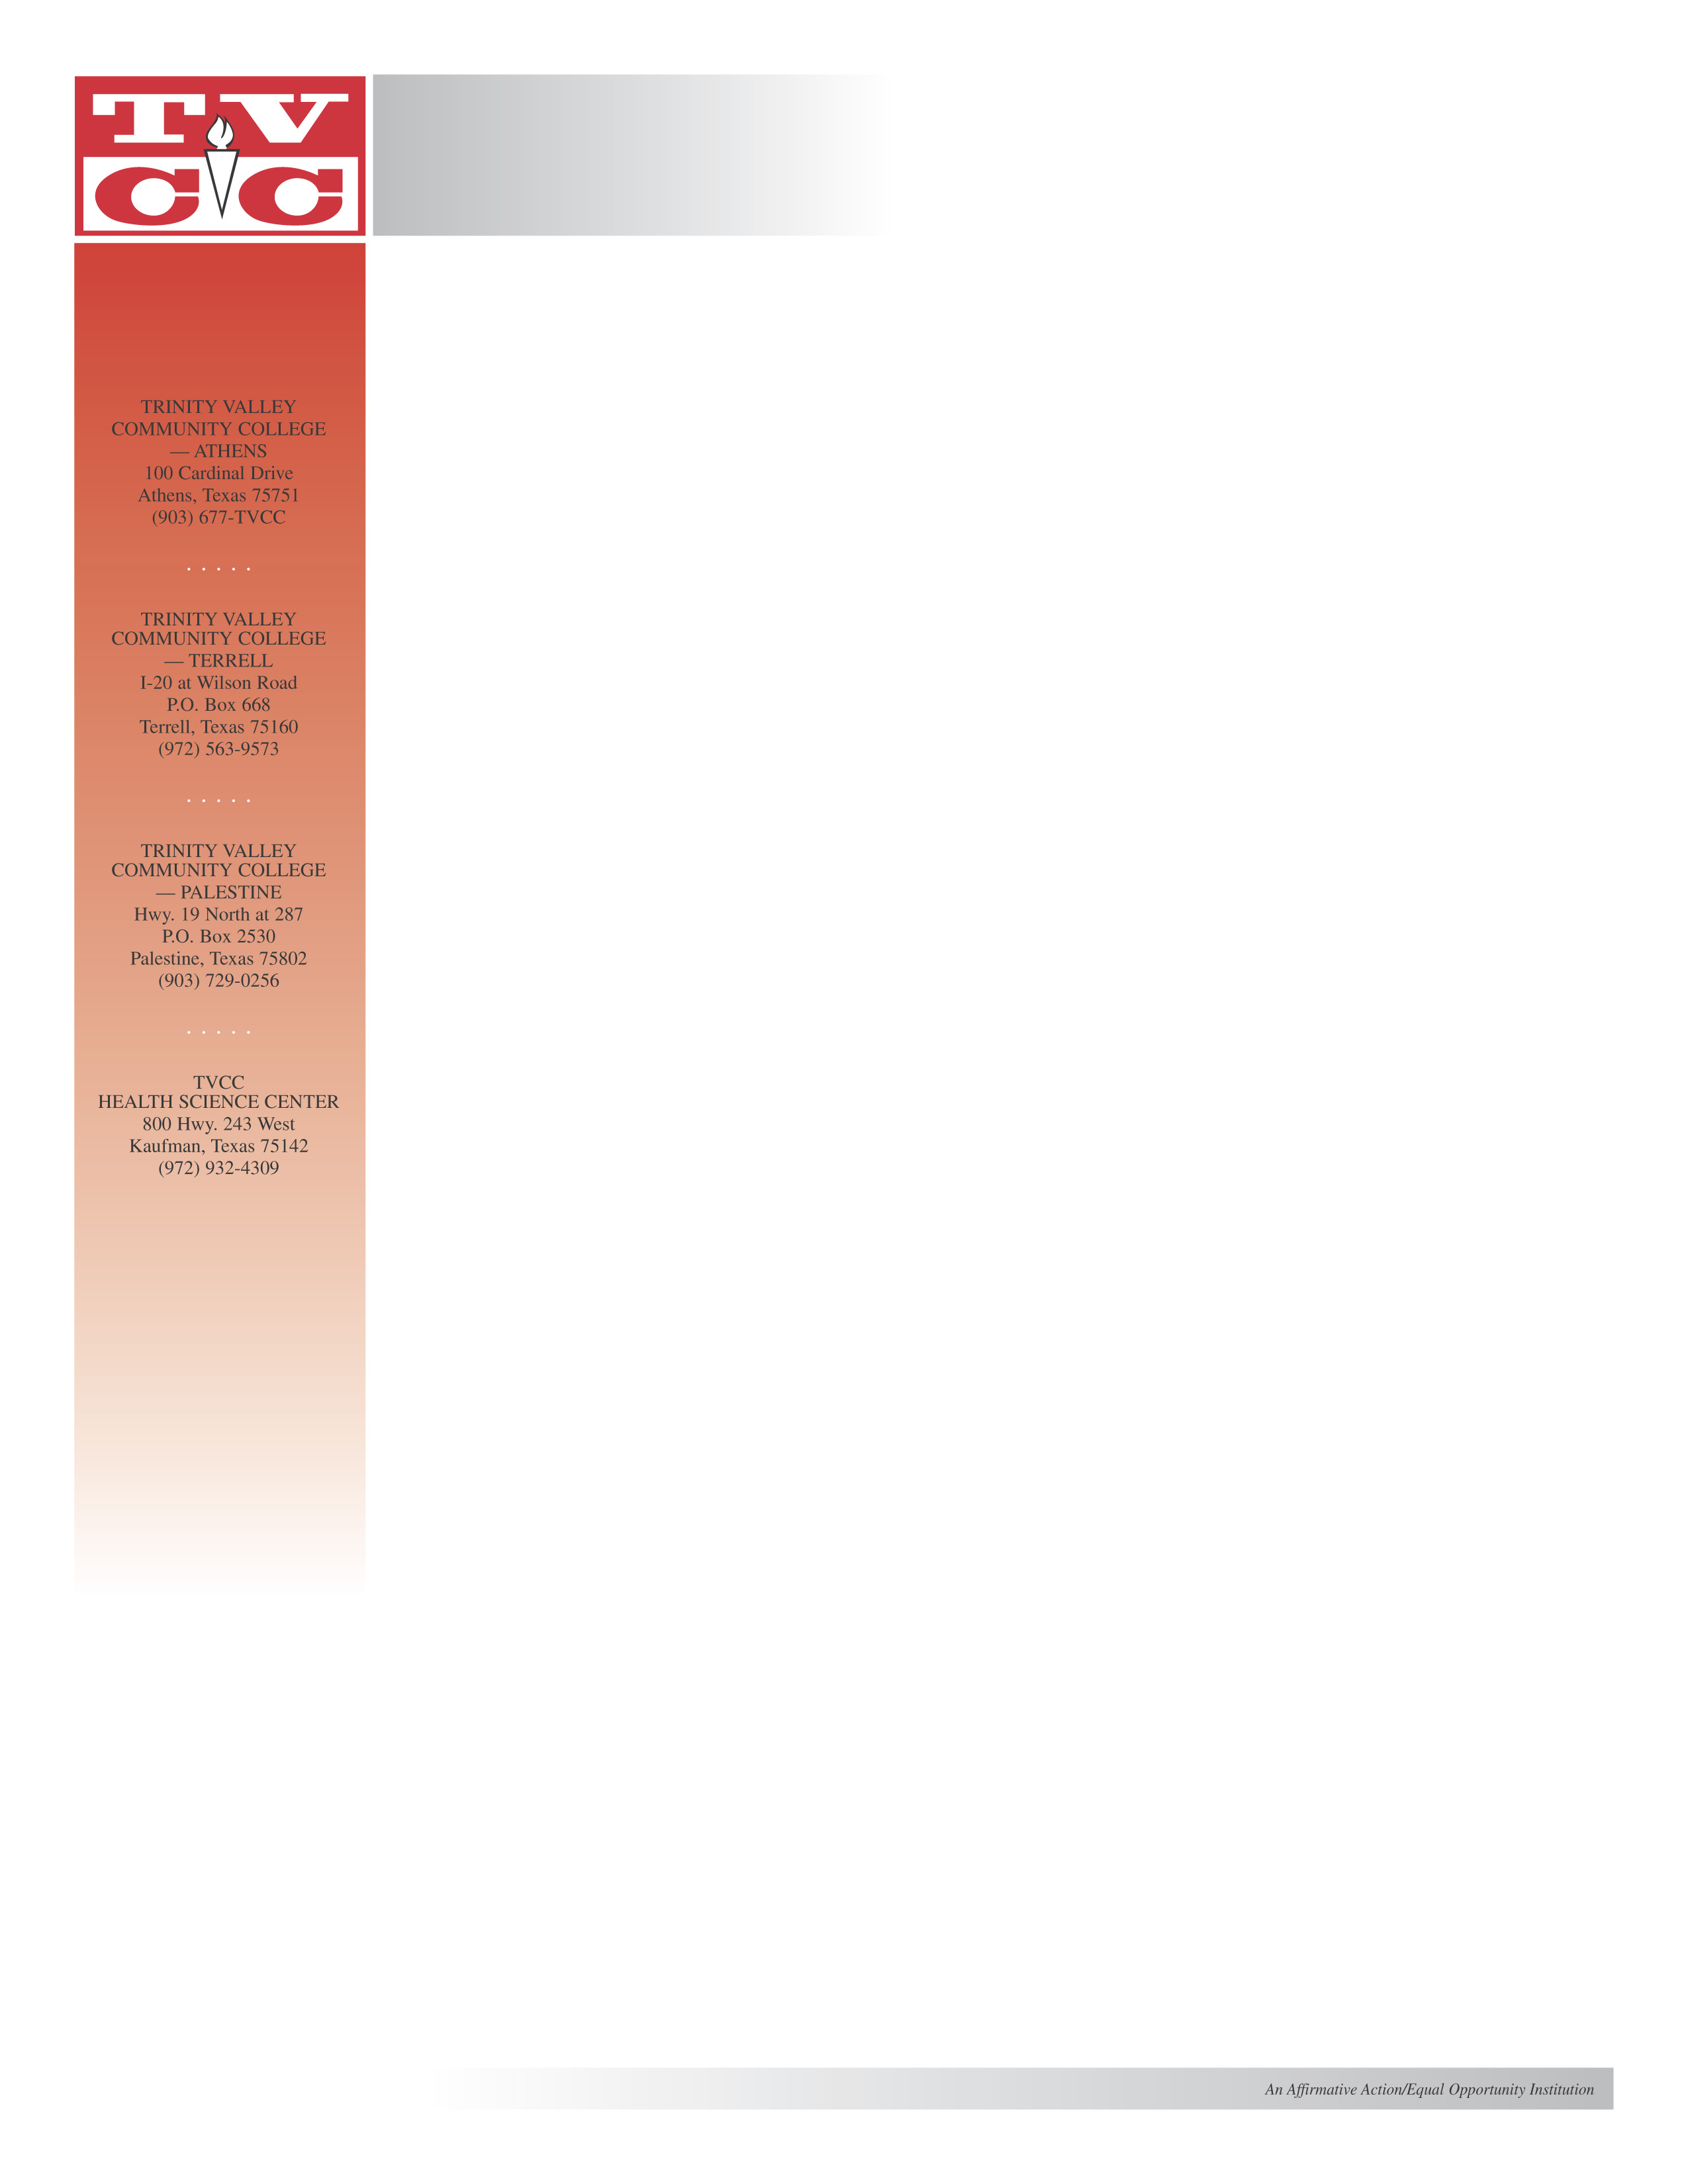 TV
CC
TRINITY VALLEY
COMMUNITY COLLEGE
— ATHENS
100 Cardinal Drive
Athens, Texas 75751
(903) 677-TVCC
. . . . .
TRINITY VALLEY
COMMUNITY COLLEGE
— TERRELL
I-20 at Wilson Road
P.O. Box 668
Terrell, Texas 75160
(972) 563-9573
. . . . .
TRINITY VALLEY
COMMUNITY COLLEGE
— PALESTINE
Hwy. 19 North at 287
P.O. Box 2530
Palestine, Texas 75802
(903) 729-0256
. . . . .
TVCC
HEALTH SCIENCE CENTER
800 Hwy. 243 West
Kaufman, Texas 75142
(972) 932-4309
An Affirmative Action/Equal Opportunity Institution